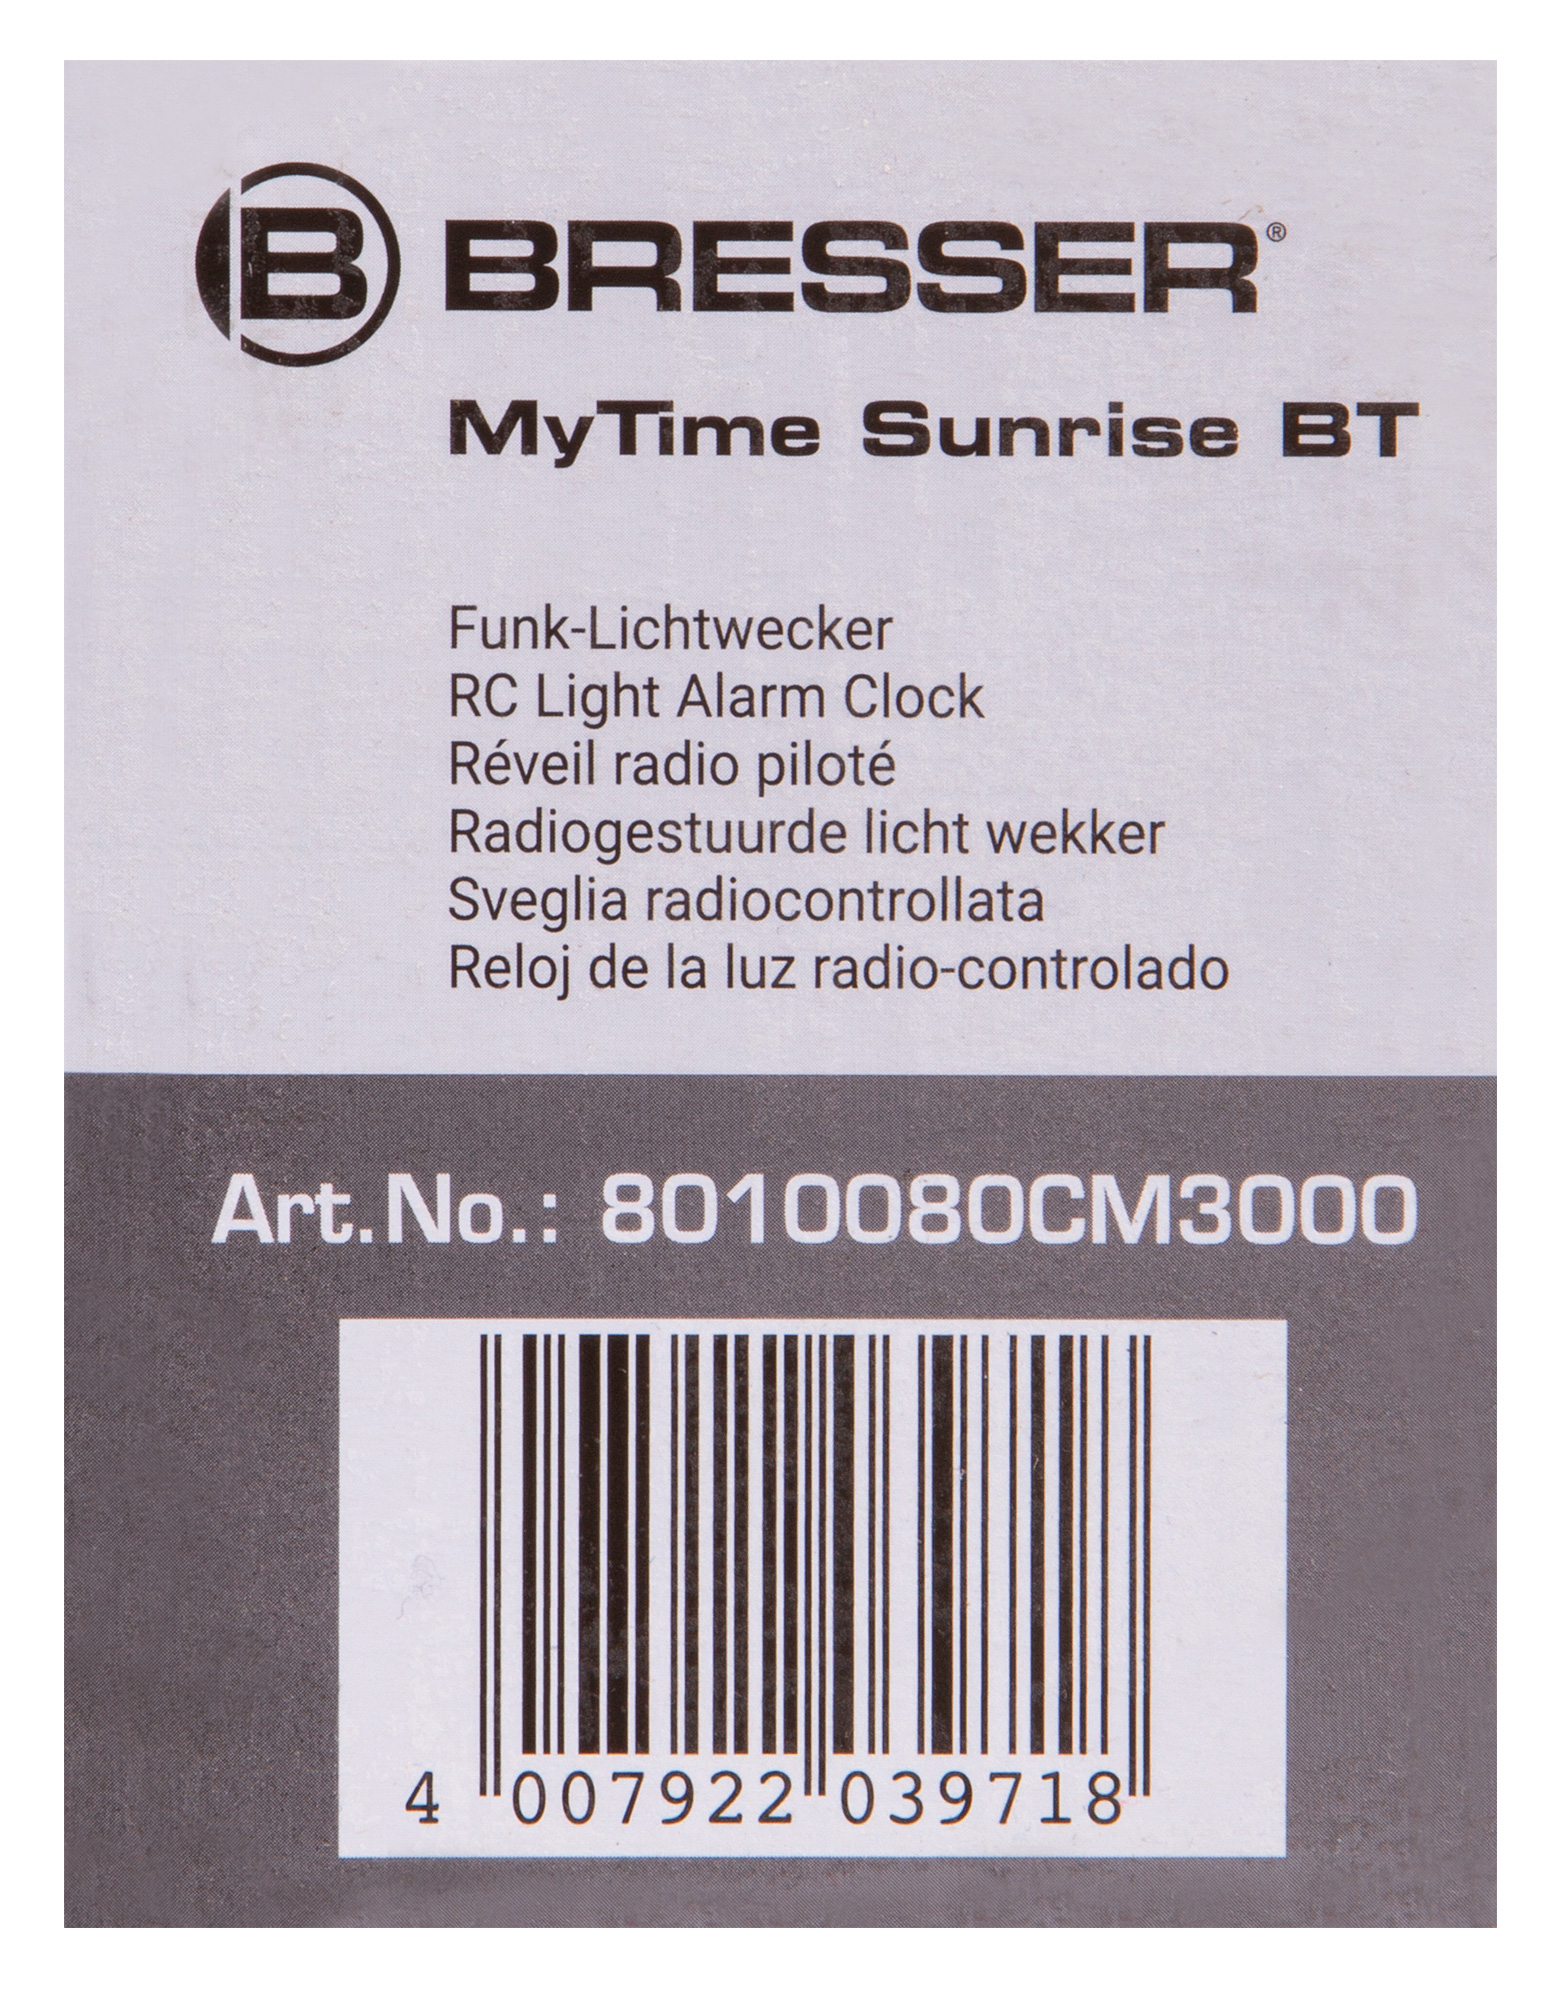 B BRESSER®
MyTime Sunrise BT
Funk-Lichtwecker
RC Light Alarm Clock
Réveil radio piloté
Radiogestuurde licht wekker
Sveglia radiocontrollata
Reloj de la luz radio-controlado
Art.No.: 8010080CM3000
4 007922 039718